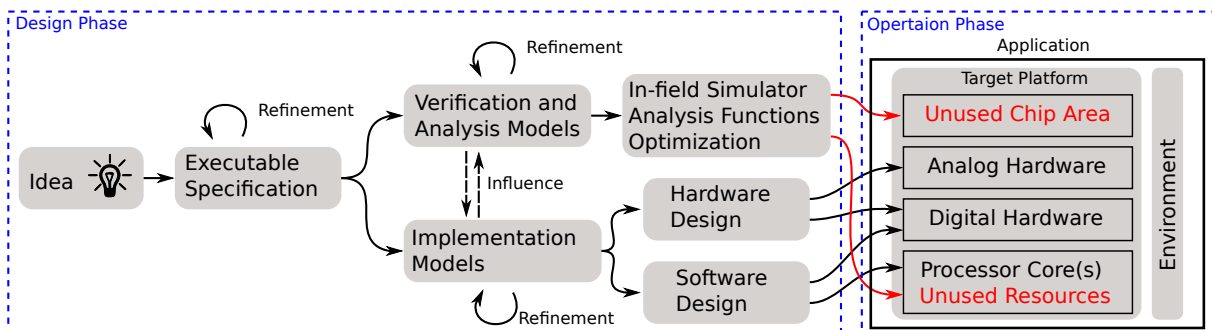 Design Phase
Idea
Refinement
Executable
Specification
Refinement
Verification and
Analysis Models
Influence
Implementation
Models
Refinement
In-field Simulator
Analysis Functions
Optimization
Hardware
Design
Software
Design
Opertaion Phase
Application
Target Platform
Unused Chip Area
Analog Hardware
Digital Hardware
Processor Core(s)
Unused Resources
Environment